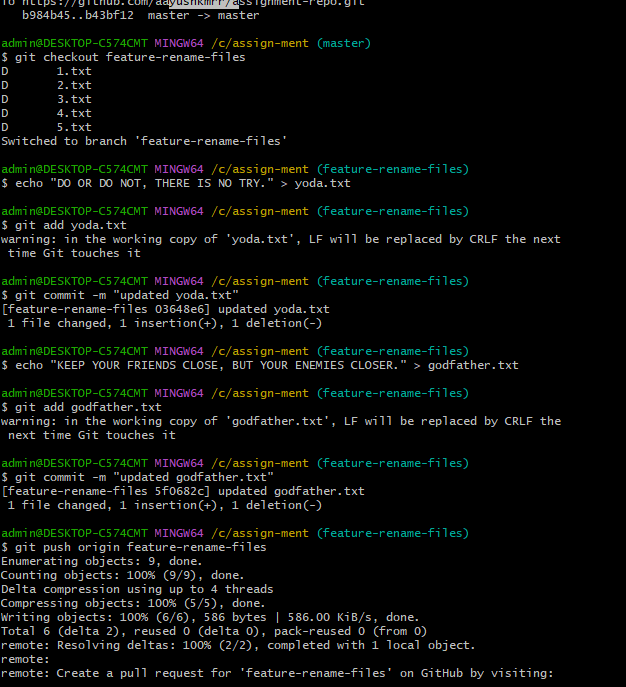 To https://github.com/aayushkmrr/assignment-repo.git
   b984b45..b43bf12  master -> master
admin@DESKTOP-C574CMT MINGW64 /c/assign-ment (master)
$ git checkout feature-rename-files
D       1.txt
D       2.txt
D       3.txt
D       4.txt
D       5.txt
Switched to branch 'feature-rename-files'
admin@DESKTOP-C574CMT MINGW64 /c/assign-ment (feature-rename-files)
$ echo "DO OR DO NOT, THERE IS NO TRY." > yoda.txt
admin@DESKTOP-C574CMT MINGW64 /c/assign-ment (feature-rename-files)
$ git add yoda.txt
warning: in the working copy of 'yoda.txt', LF will be replaced by CRLF the next
 time Git touches it
admin@DESKTOP-C574CMT MINGW64 /c/assign-ment (feature-rename-files)
$ git commit -m "updated yoda.txt"
[feature-rename-files 03648e6] updated yoda.txt
 1 file changed, 1 insertion(+), 1 deletion(-)
admin@DESKTOP-C574CMT MINGW64 /c/assign-ment (feature-rename-files)
$ echo "KEEP YOUR FRIENDS CLOSE, BUT YOUR ENEMIES CLOSER." > godfather.txt
admin@DESKTOP-C574CMT MINGW64 /c/assign-ment (feature-rename-files)
$ git add godfather.txt
warning: in the working copy of 'godfather.txt', LF will be replaced by CRLF the
 next time Git touches it
admin@DESKTOP-C574CMT MINGW64 /c/assign-ment (feature-rename-files)
$ git commit -m "updated godfather.txt"
[feature-rename-files 5f0682c] updated godfather.txt
 1 file changed, 1 insertion(+), 1 deletion(-)
admin@DESKTOP-C574CMT MINGW64 /c/assign-ment (feature-rename-files)
$ git push origin feature-rename-files
Enumerating objects: 9, done.
Counting objects: 100% (9/9), done.
Delta compression using up to 4 threads
Compressing objects: 100% (5/5), done.
Writing objects: 100% (6/6), 586 bytes | 586.00 KiB/s, done.
Total 6 (delta 2), reused 0 (delta 0), pack-reused 0 (from 0)
remote: Resolving deltas: 100% (2/2), completed with 1 local object.
remote:
remote: Create a pull request for 'feature-rename-files' on GitHub by visiting: